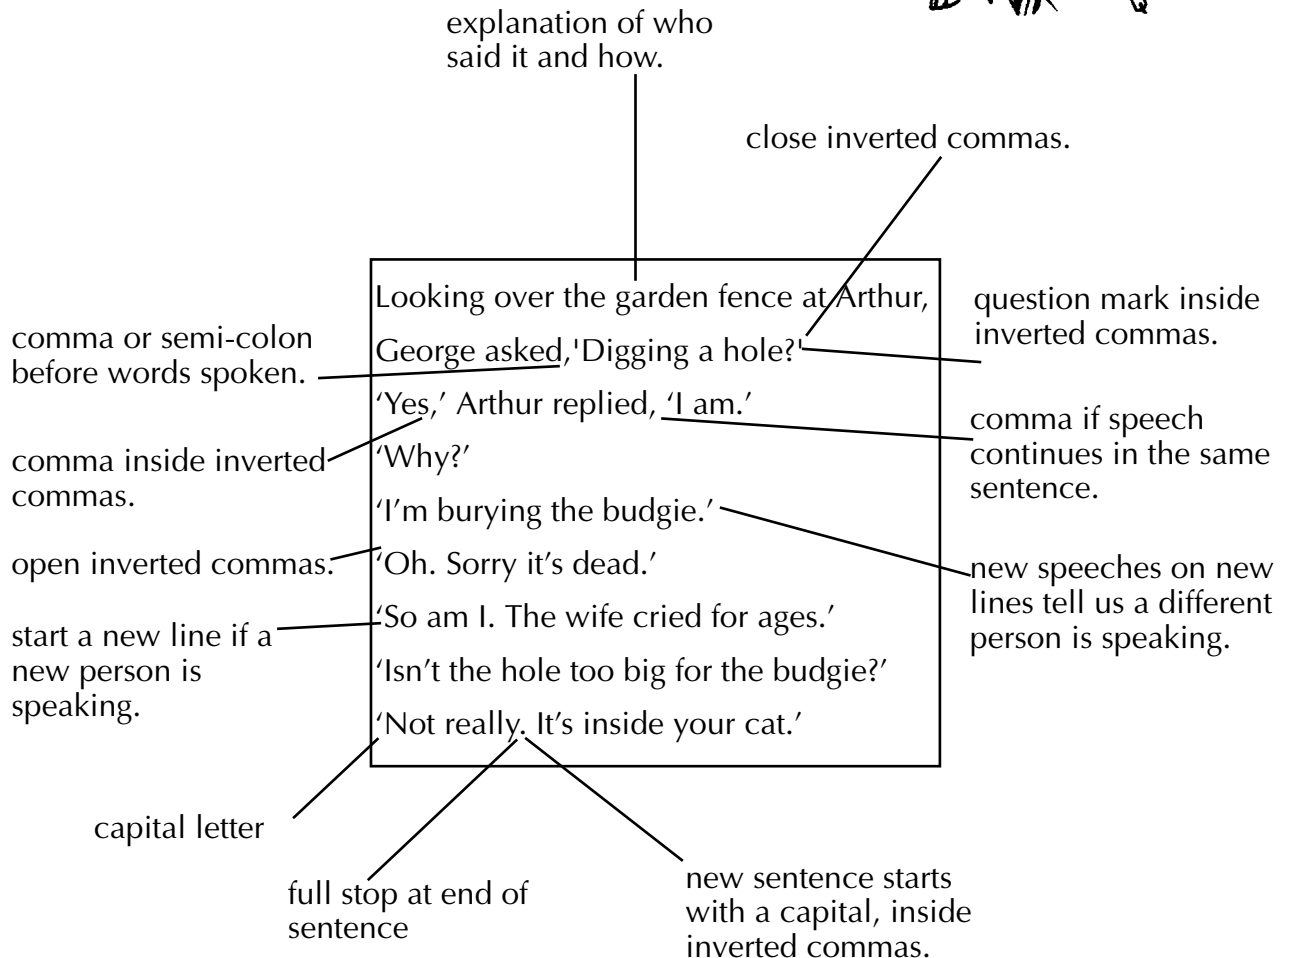 explanation of who
said it and how.
close inverted commas.
Looking over the garden fence at Arthur,
George asked,'Digging a hole?'
‘Yes,’ Arthur replied, ‘I am.’
‘Why?’
‘I’m burying the budgie.’
‘Oh. Sorry it’s dead.’
‘So am I. The wife cried for ages.’
‘Isn’t the hole too big for the budgie?’
‘Not really. It’s inside your cat.’
comma or semi-colon
before words spoken.
comma inside inverted
commas.
open inverted commas.
start a new line if a
new person is
speaking.
question mark inside
inverted commas.
comma if speech
continues in the same
sentence.
new speeches on new
lines tell us a different
person is speaking.
capital letter
full stop at end of
sentence
new sentence starts
with a capital, inside
inverted commas.